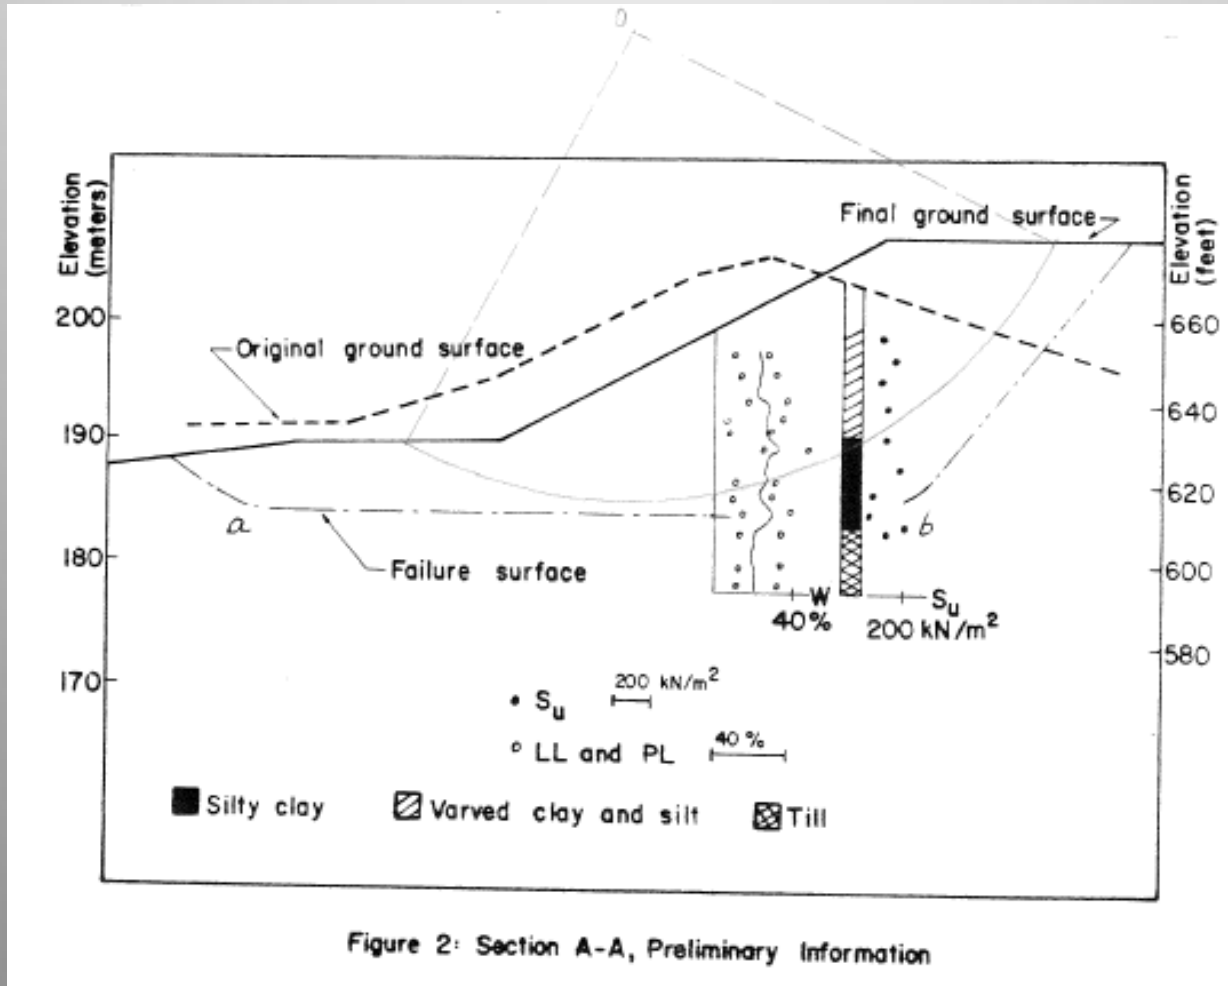 O
Elevation
(meters)
Final ground surface
Elevation
(feet)
200
660
Original ground surface
640
190
620
a
b
180
Failure surface
600
W
40%
Su
200 kN/m²
580
170
• Su
200 kN/m²
○ LL and PL
40 %
Silty clay
Varved clay and silt
Till
Figure 2: Section A-A, Preliminary Information